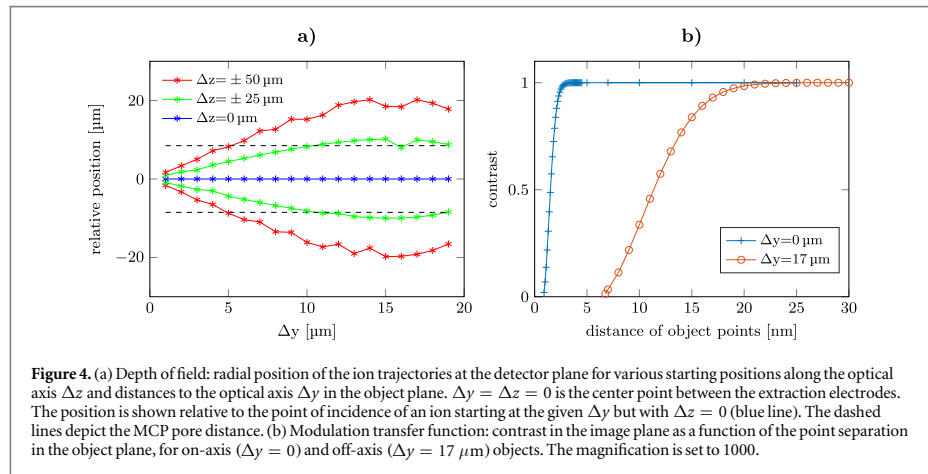 a)
Δz= ± 50 µm
Δz= ± 25 µm
Δz=0 µm
20
0
−20
relative position [µm]
0
5
10
15
20
Δy [µm]
b)
1
0.5
0
contrast
Δy=0 µm
Δy=17 µm
0
5
10
15
20
25
30
distance of object points [nm]
Figure 4. (a) Depth of field: radial position of the ion trajectories at the detector plane for various starting positions along the optical
axis Δz and distances to the optical axis Δy in the object plane. Δy = Δz = 0 is the center point between the extraction electrodes.
The position is shown relative to the point of incidence of an ion starting at the given Δy but with Δz = 0 (blue line). The dashed
lines depict the MCP pore distance. (b) Modulation transfer function: contrast in the image plane as a function of the point separation
in the object plane, for on-axis (Δy = 0) and off-axis (Δy = 17 μm) objects. The magnification is set to 1000.